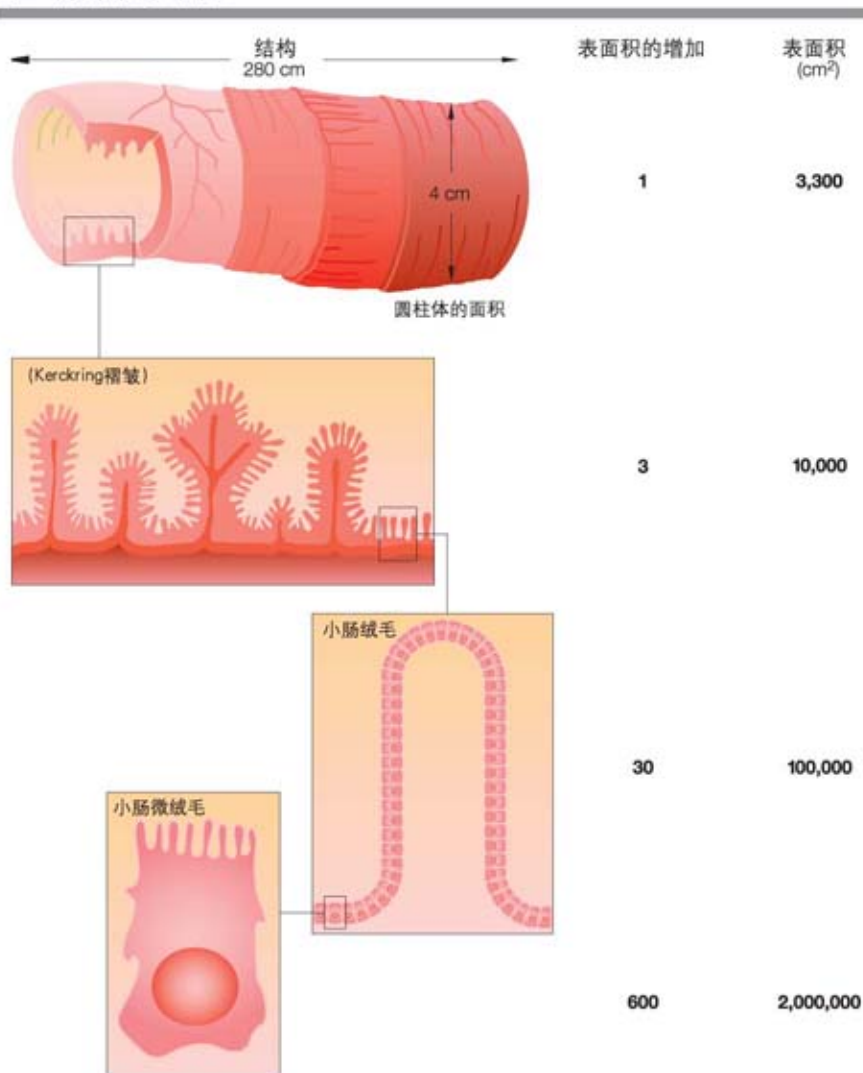 结构
280 cm
表面积的增加
表面积
(cm²)
4 cm
1
3,300
圆柱体的面积
(Kerckring褶皱)
3
10,000
小肠绒毛
30
100,000
小肠微绒毛
600
2,000,000